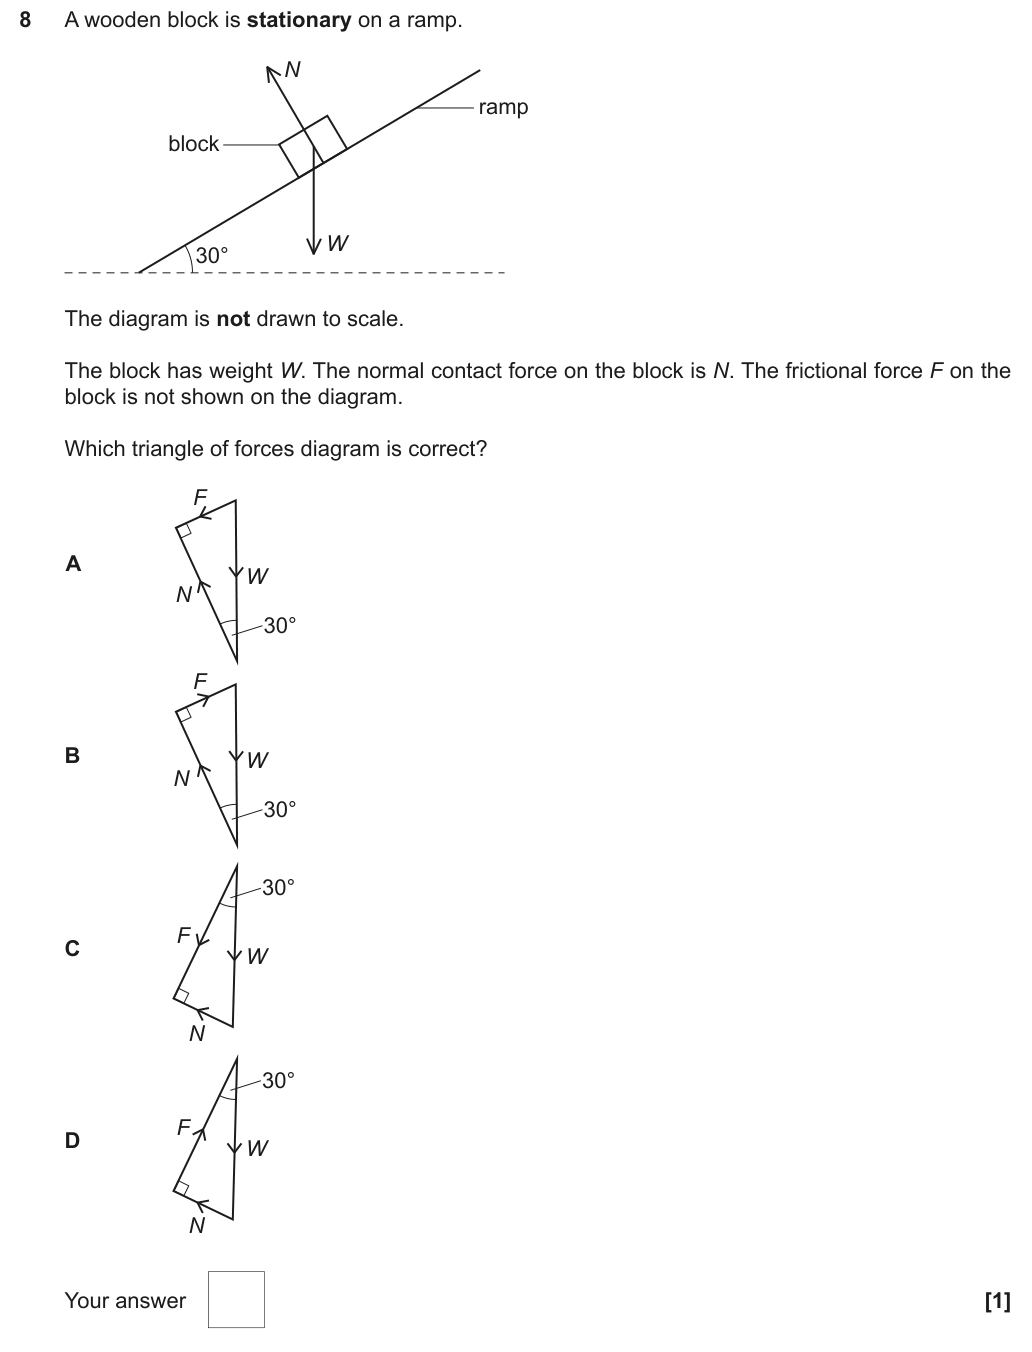 8 A wooden block is stationary on a ramp.
N
ramp
block
W
30°
The diagram is not drawn to scale.
The block has weight W. The normal contact force on the block is N. The frictional force F on the
block is not shown on the diagram.
Which triangle of forces diagram is correct?
F
A
W
N
30°
F
B
W
N
30°
30°
F
C
W
N
30°
F
D
W
N
Your answer [1]